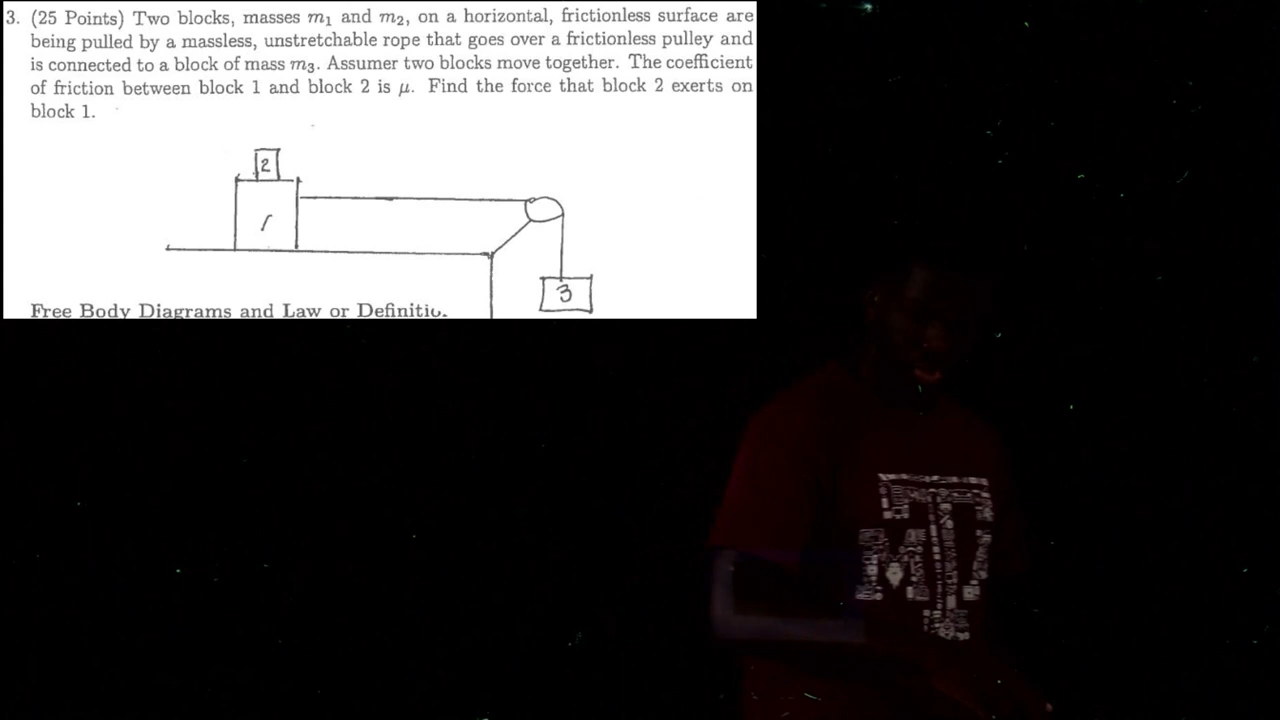 3. (25 Points) Two blocks, masses m₁ and m₂, on a horizontal, frictionless surface are
being pulled by a massless, unstretchable rope that goes over a frictionless pulley and
is connected to a block of mass m₃. Assumer two blocks move together. The coefficient
of friction between block 1 and block 2 is μ. Find the force that block 2 exerts on
block 1.
2
1
3
Free Body Diagrams and Law or Definitio.
ATM